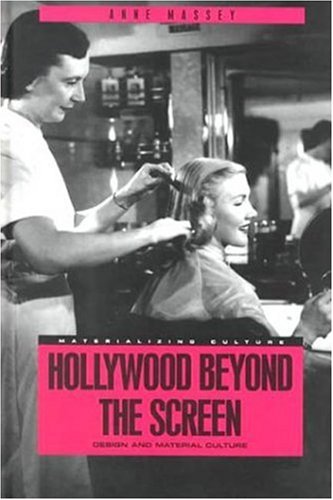 ANNE MASSEY
MATERIALIZING CULTURE
HOLLYWOOD BEYOND
THE SCREEN
DESIGN AND MATERIAL CULTURE